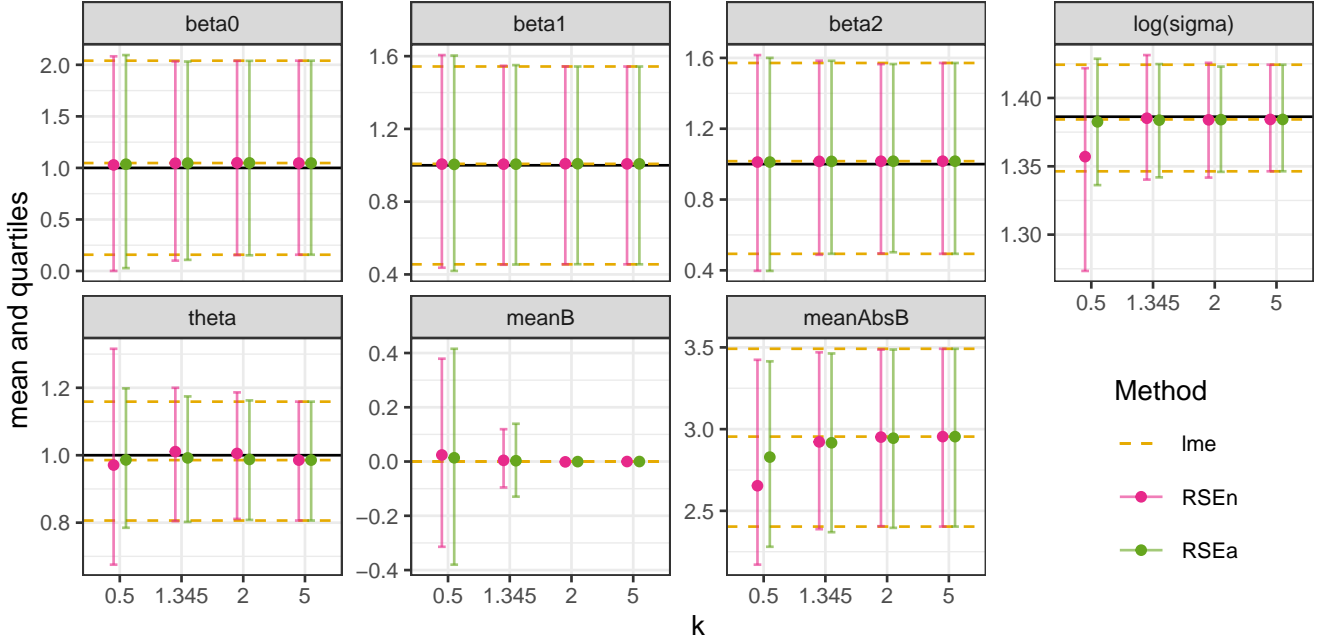 beta0
beta1
beta2
log(sigma)
2.0
1.5
1.0
0.5
0.0
1.6
1.2
0.8
0.4
1.6
1.2
0.8
0.4
1.40
1.35
1.30
0.5 1.345 2 5
theta
meanB
meanAbsB
1.2
1.0
0.8
0.4
0.2
0.0
−0.2
−0.4
3.5
3.0
2.5
0.5 1.345 2 5
0.5 1.345 2 5
0.5 1.345 2 5
mean and quartiles
k
Method
lme
RSEn
RSEa